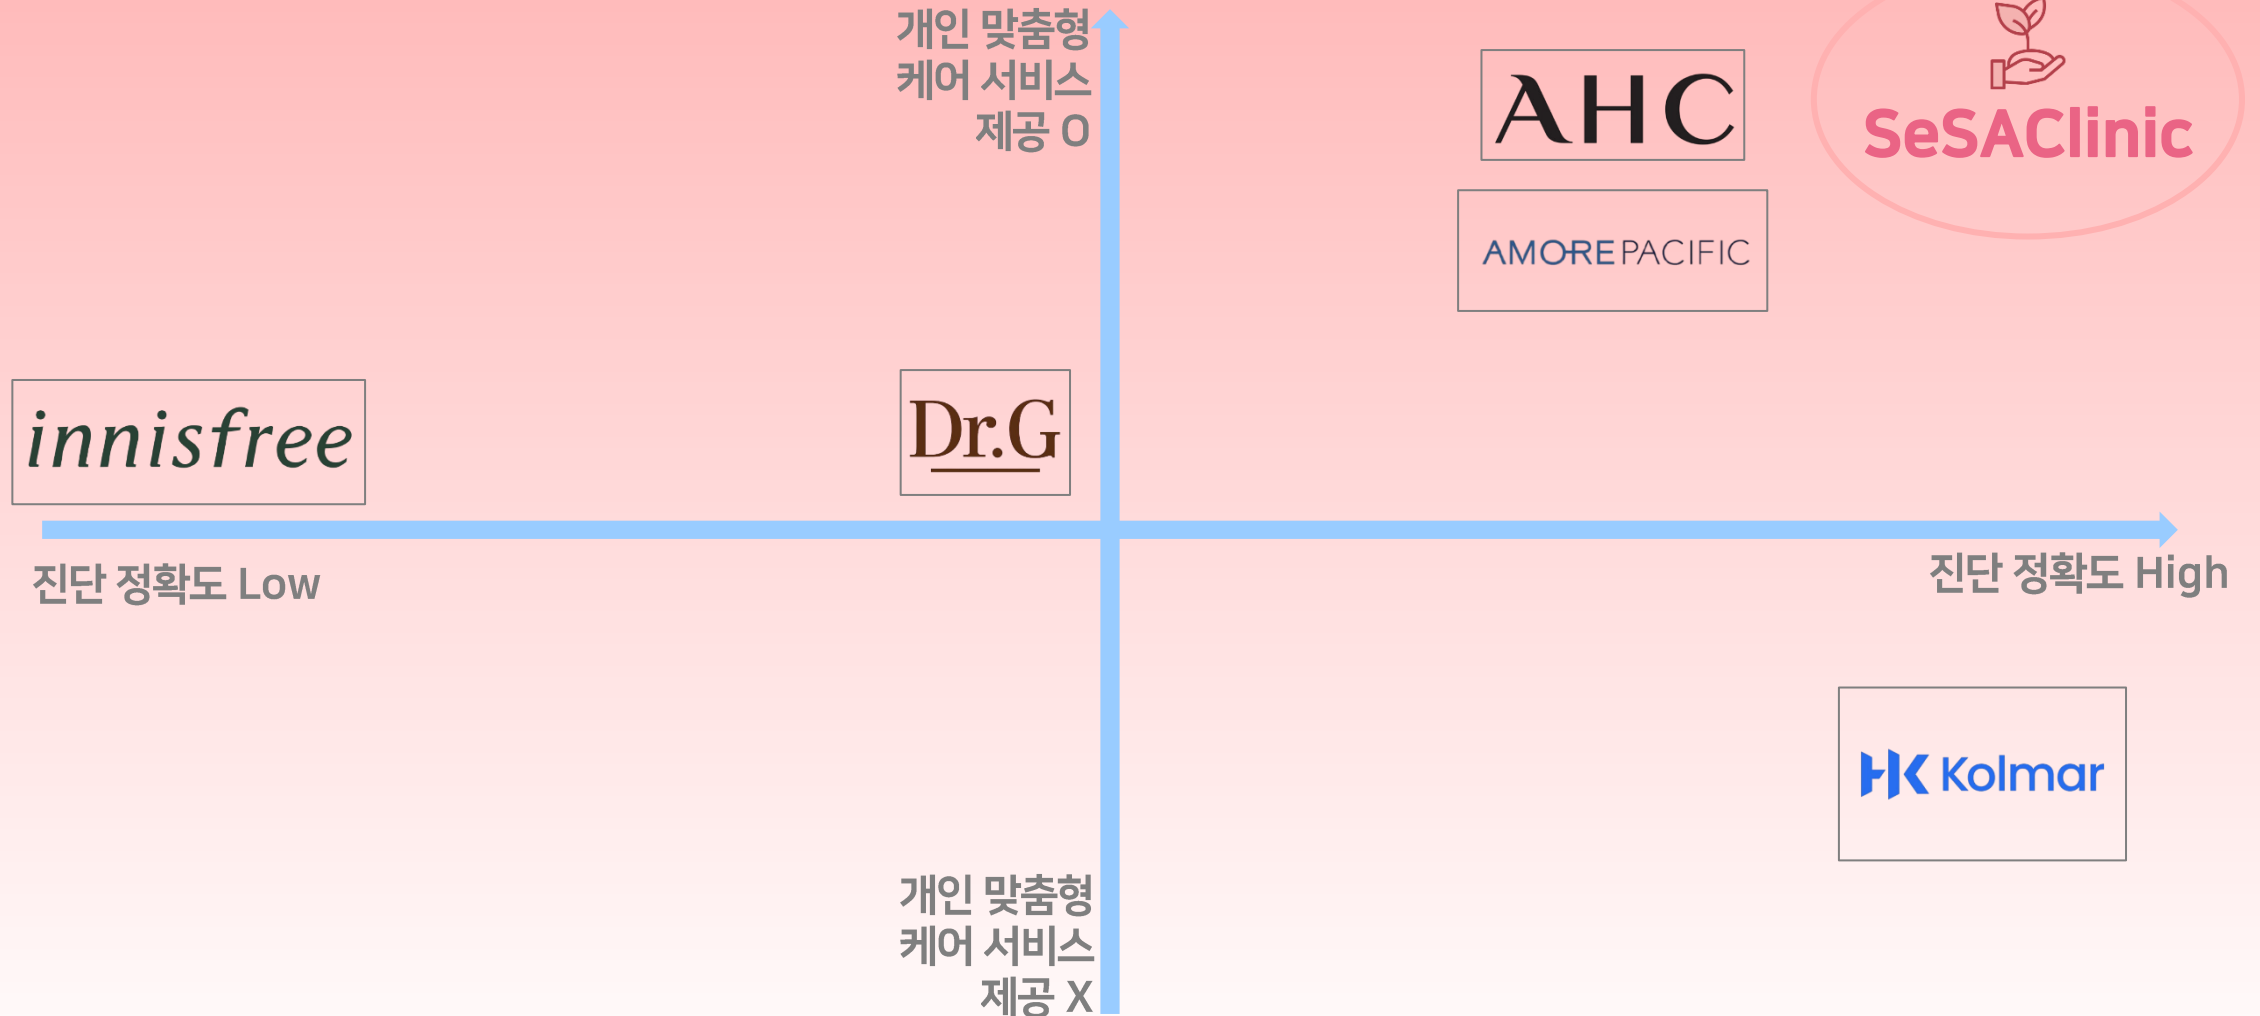 개인 맞춤형
케어 서비스
제공 O
AHC
SeSAClinic
AMOREPACIFIC
innisfree
Dr.G
진단 정확도 Low
진단 정확도 High
HK Kolmar
개인 맞춤형
케어 서비스
제공 X